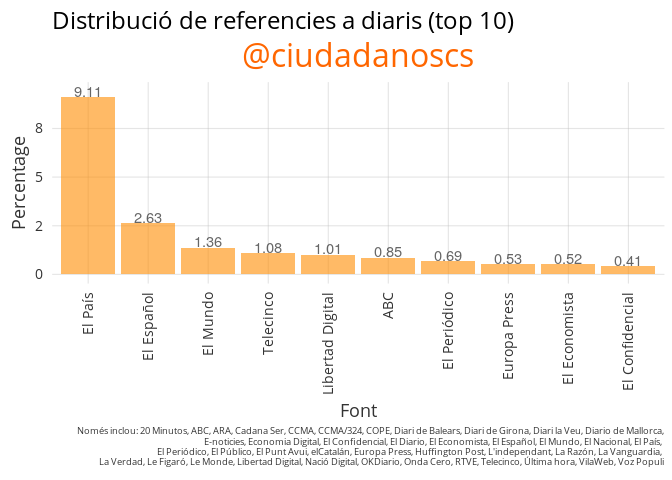 Distribució de referencies a diaris (top 10)
@ciudadanoscs
Percentage
8
5
2
0
9.11
2.63
1.36
1.08
1.01
0.85
0.69
0.53
0.52
0.41
El País
El Español
El Mundo
Telecinco
Libertad Digital
ABC
El Periódico
Europa Press
El Economista
El Confidencial
Font
Només inclou: 20 Minutos, ABC, ARA, Cadana Ser, CCMA, CCMA/324, COPE, Diari de Balears, Diari de Girona, Diari la Veu, Diario de Mallorca,
E-noticies, Economia Digital, El Confidencial, El Diario, El Economista, El Español, El Mundo, El Nacional, El País,
El Periódico, El Público, El Punt Avui, elCatalán, Europa Press, Huffington Post, L'independant, La Razón, La Vanguardia,
La Verdad, Le Figaró, Le Monde, Libertad Digital, Nació Digital, OKDiario, Onda Cero, RTVE, Telecinco, Última hora, VilaWeb, Voz Populi